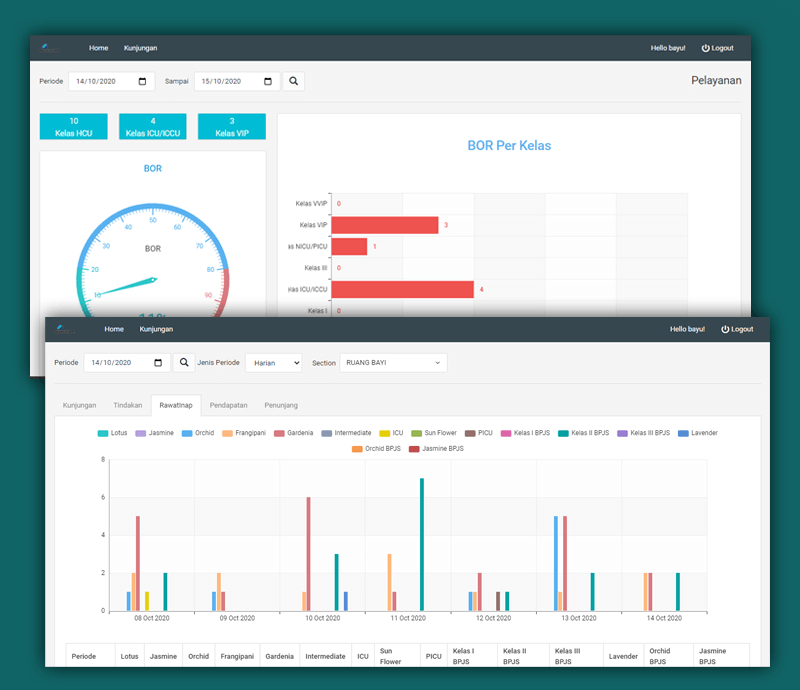 Home Kunjungan Hello bayu! Logout
Periode 14/10/2020 Sampai 15/10/2020 Pelayanan
10 4 3
Kelas HCU Kelas ICU/ICCU Kelas VIP
BOR
BOR Per Kelas
10 20 30 40 50 60 70 80 90
BOR
Kelas VVIP 0
Kelas VIP 3
as NICU/PICU 1
Kelas III 0
elas ICU/ICCU 4
Kelas I 0
Home Kunjungan Hello bayu! Logout
Periode 14/10/2020 Jenis Periode Harian Section RUANG BAYI
Kunjungan Tindakan RawatInap Pendapatan Penunjang
Lotus Jasmine Orchid Frangipani Gardenia Intermediate ICU Sun Flower PICU Kelas I BPJS Kelas II BPJS Kelas III BPJS Lavender
Orchid BPJS Jasmine BPJS
8
6
4
2
0
08 Oct 2020 09 Oct 2020 10 Oct 2020 11 Oct 2020 12 Oct 2020 13 Oct 2020 14 Oct 2020
Periode Lotus Jasmine Orchid Frangipani Gardenia Intermediate ICU Sun Flower PICU Kelas I BPJS Kelas II BPJS Kelas III BPJS Lavender Orchid BPJS Jasmine BPJS